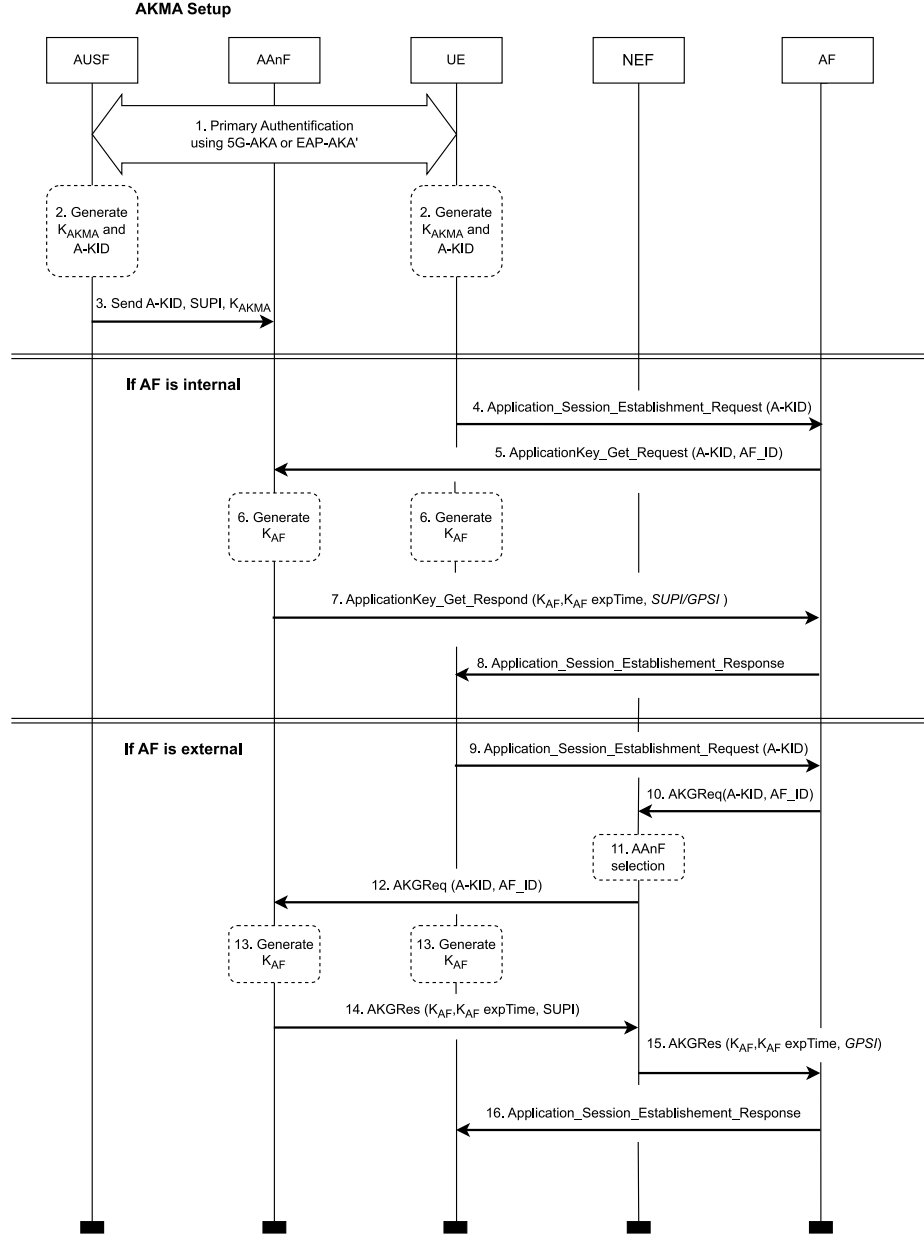 AKMA Setup
AUSF
AAnF
UE
NEF
AF
1. Primary Authentification
using 5G-AKA or EAP-AKA'
2. Generate
KAKMA and
A-KID
2. Generate
KAKMA and
A-KID
3. Send A-KID, SUPI, KAKMA
If AF is internal
4. Application_Session_Establishment_Request (A-KID)
5. ApplicationKey_Get_Request (A-KID, AF_ID)
6. Generate
KAF
6. Generate
KAF
7. ApplicationKey_Get_Respond (KAF,KAF expTime, SUPI/GPSI )
8. Application_Session_Establishement_Response
If AF is external
9. Application_Session_Establishment_Request (A-KID)
10. AKGReq(A-KID, AF_ID)
11. AAnF
selection
12. AKGReq (A-KID, AF_ID)
13. Generate
KAF
13. Generate
KAF
14. AKGRes (KAF,KAF expTime, SUPI)
15. AKGRes (KAF,KAF expTime, GPSI)
16. Application_Session_Establishement_Response